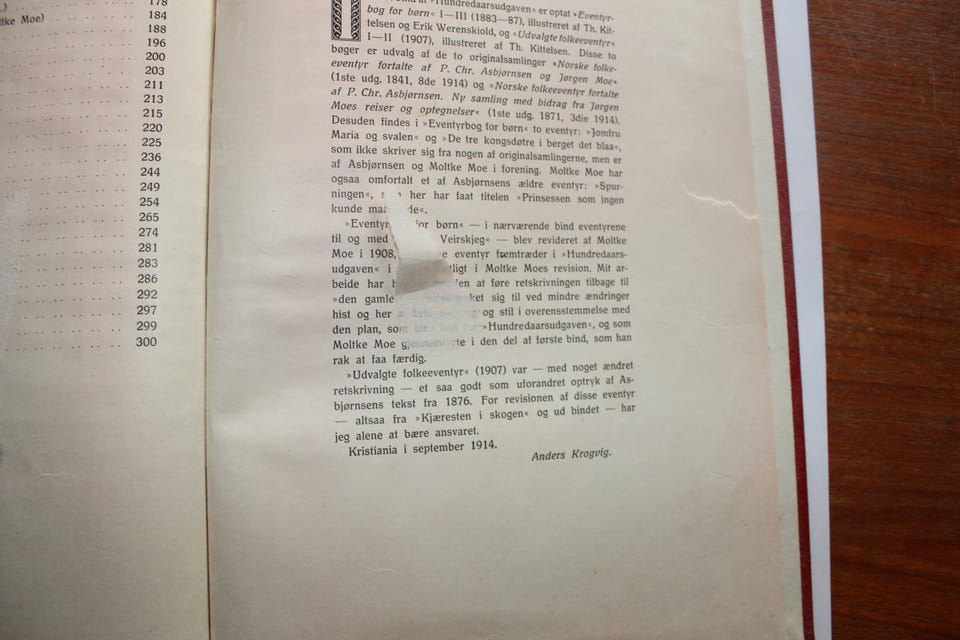 178
Moe) 184
188
196
200
203
211
213
215
220
225
236
244
249
254
265
274
281
283
286
292
297
299
300
»Hundredaarsudgaven« er optat »Eventyr-
bog for børn« I—III (1883—87), illustreret af Th. Kit-
telsen og Erik Werenskiold, og »Udvalgte folkeeventyr«
I—II (1907), illustreret af Th. Kittelsen. Disse to
bøger er udvalg af de to originalsamlinger »Norske folke-
eventyr fortalte af P. Chr. Asbjørnsen og Jørgen Moe«
(1ste udg. 1841, 8de 1914) og »Norske folkeeventyr fortalte
af P. Chr. Asbjørnsen. Ny samling med bidrag fra Jørgen
Moes reiser og optegnelser« (1ste udg. 1871, 3die 1914).
Desuden findes i »Eventyrbog for børn« to eventyr: »Jomfru
Maria og svalen« og »De tre kongsdøtre i berget det blaa«,
som ikke skriver sig fra nogen af originalsamlingerne, men er
af Asbjørnsen og Moltke Moe i forening. Moltke Moe har
ogsaa omfortalt et af Asbjørnsens ældre eventyr: »Spur-
ningen«, her har faat titelen »Prinsessen som ingen
kunde
»Eventyr for børn« — i nærværende bind eventyrene
til og med Veirskjeg« — blev revideret af Moltke
Moe i 1908, eventyr fremtræder i »Hundredaars-
udgaven« i Moltke Moes revision. Mit ar-
beide har at føre retskrivningen tilbage til
»den gamle sig til ved mindre ændringer
hist og her at og stil i overensstemmelse med
den plan, som »Hundredaarsudgaven«, og som
Moltke Moe gjennemførte i den del af første bind, som han
rak at faa færdig.
»Udvalgte folkeeventyr« (1907) var — med noget ændret
retskrivning — et saa godt som uforandret optryk af As-
bjørnsens tekst fra 1876. For revisionen af disse eventyr
— altsaa fra »Kjæresten i skogen« og ud bindet — har
jeg alene at bære ansvaret.
Kristiania i september 1914.
Anders Krogvig.